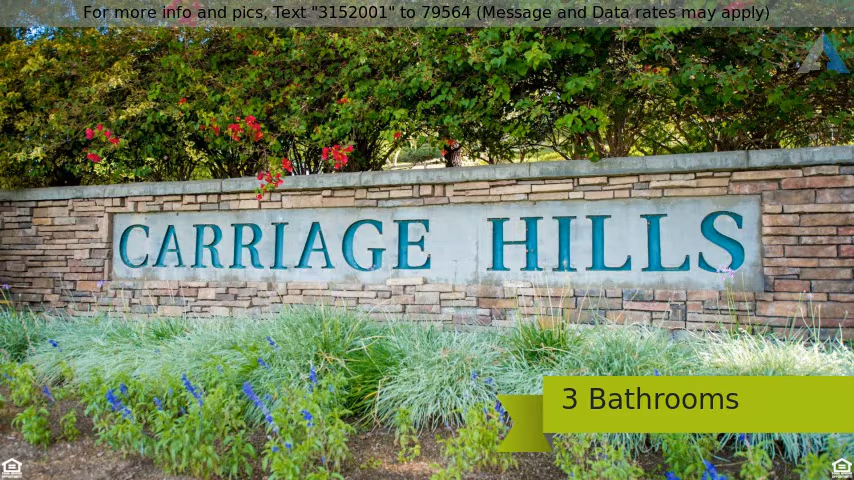 For more info and pics, Text "3152001" to 79564 (Message and Data rates may apply)
CARRIAGE HILLS
3 Bathrooms